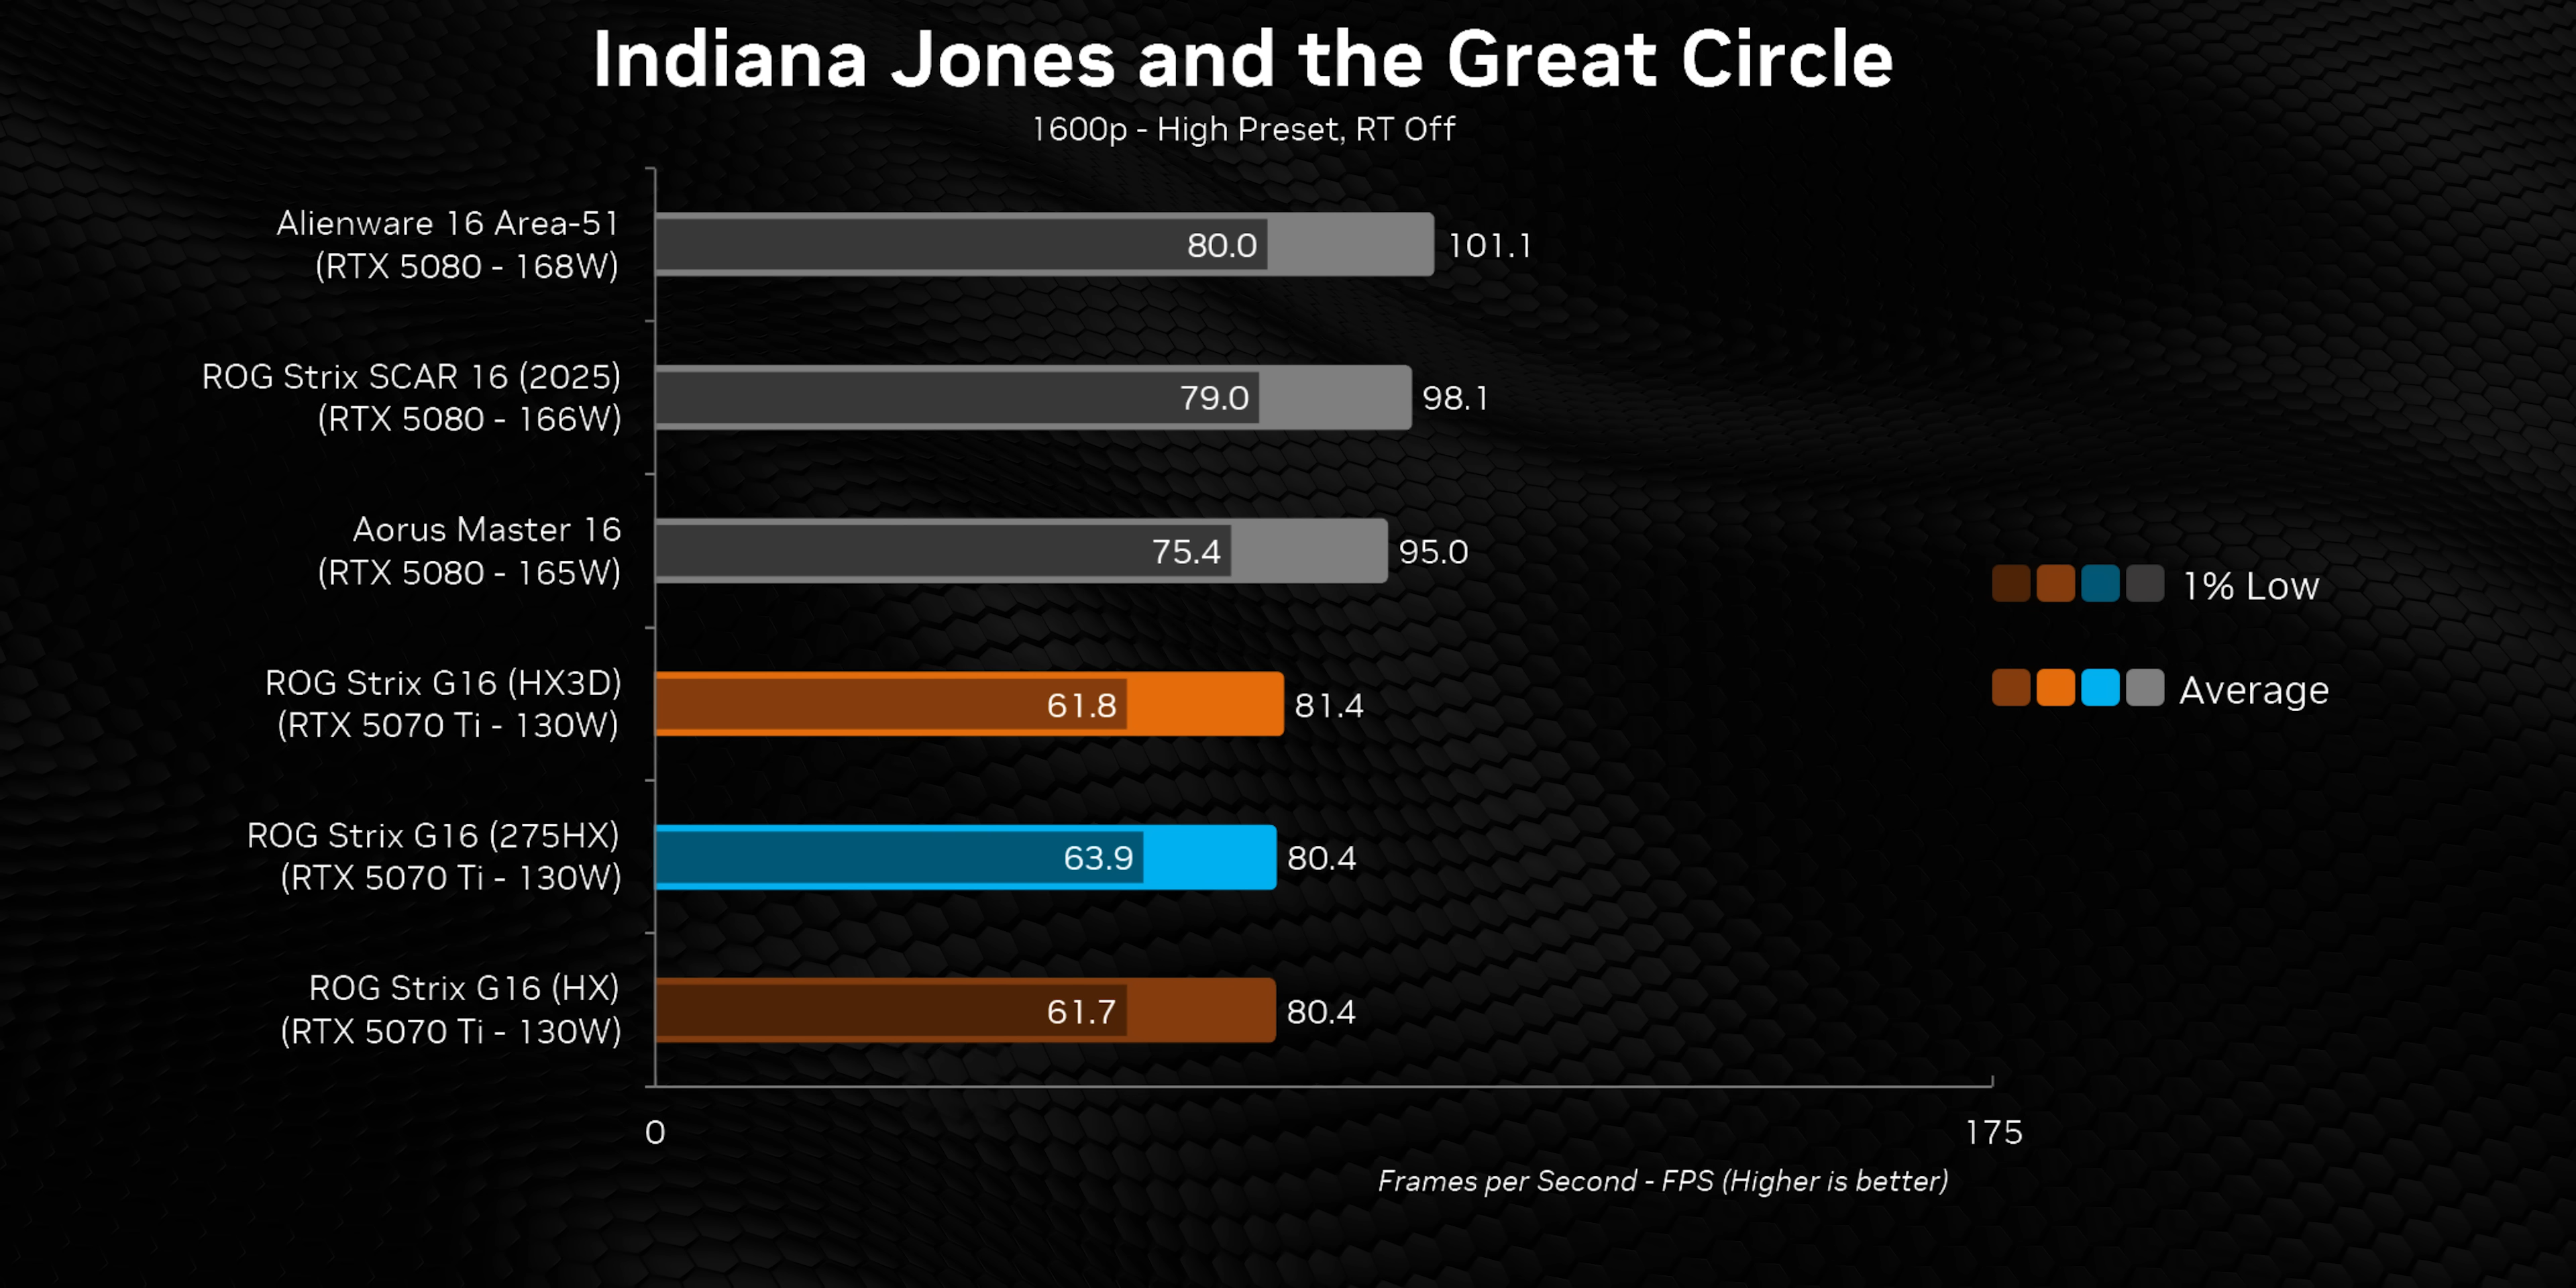 Indiana Jones and the Great Circle
1600p - High Preset, RT Off
Alienware 16 Area-51
(RTX 5080 - 168W)
80.0
101.1
ROG Strix SCAR 16 (2025)
(RTX 5080 - 166W)
79.0
98.1
Aorus Master 16
(RTX 5080 - 165W)
75.4
95.0
ROG Strix G16 (HX3D)
(RTX 5070 Ti - 130W)
61.8
81.4
ROG Strix G16 (275HX)
(RTX 5070 Ti - 130W)
63.9
80.4
ROG Strix G16 (HX)
(RTX 5070 Ti - 130W)
61.7
80.4
1% Low
Average
0
175
Frames per Second - FPS (Higher is better)